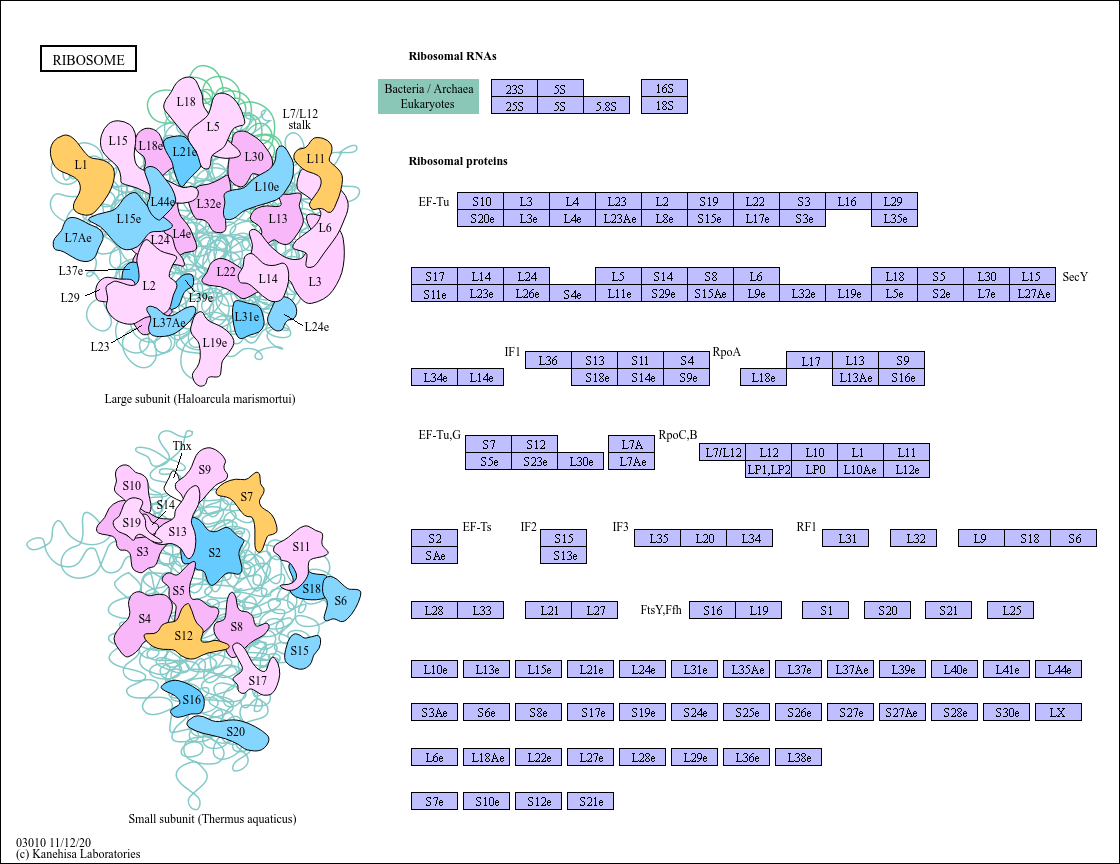 RIBOSOME
L18
L5
L7/L12
stalk
L15
L18e
L21e
L30
L11
L1
L10e
L44e
L32e
L15e
L13
L6
L7Ae
L24
L4e
L37e
L22
L14
L3
L2
L29
L39e
L37Ae
L31e
L24e
L23
L19e
Large subunit (Haloarcula marismortui)
Thx
S9
S10
S7
S14
S19
S13
S3
S2
S11
S5
S18
S6
S4
S12
S8
S15
S17
S16
S20
Small subunit (Thermus aquaticus)
03010 11/12/20
(c) Kanehisa Laboratories
Ribosomal RNAs
Bacteria / Archaea 23S 5S 16S
Eukaryotes 25S 5S 5.8S 18S
Ribosomal proteins
EF-Tu S10 L3 L4 L23 L2 S19 L22 S3 L16 L29
S20e L3e L4e L23Ae L8e S15e L17e S3e L35e
S17 L14 L24 L5 S14 S8 L6 L18 S5 L30 L15 SecY
S11e L23e L26e S4e L11e S29e S15Ae L9e L32e L19e L5e S2e L7e L27Ae
IF1 L36 S13 S11 S4 RpoA L17 L13 S9
L34e L14e S18e S14e S9e L18e L13Ae S16e
EF-Tu,G S7 S12 L7A RpoC,B L7/L12 L12 L10 L1 L11
S5e S23e L30e L7Ae LP1,LP2 LP0 L10Ae L12e
S2 EF-Ts IF2 S15 IF3 L35 L20 L34 RF1 L31 L32 L9 S18 S6
SAe S13e
L28 L33 L21 L27 FtsY,Ffh S16 L19 S1 S20 S21 L25
L10e L13e L15e L21e L24e L31e L35Ae L37e L37Ae L39e L40e L41e L44e
S3Ae S6e S8e S17e S19e S24e S25e S26e S27e S27Ae S28e S30e LX
L6e L18Ae L22e L27e L28e L29e L36e L38e
S7e S10e S12e S21e